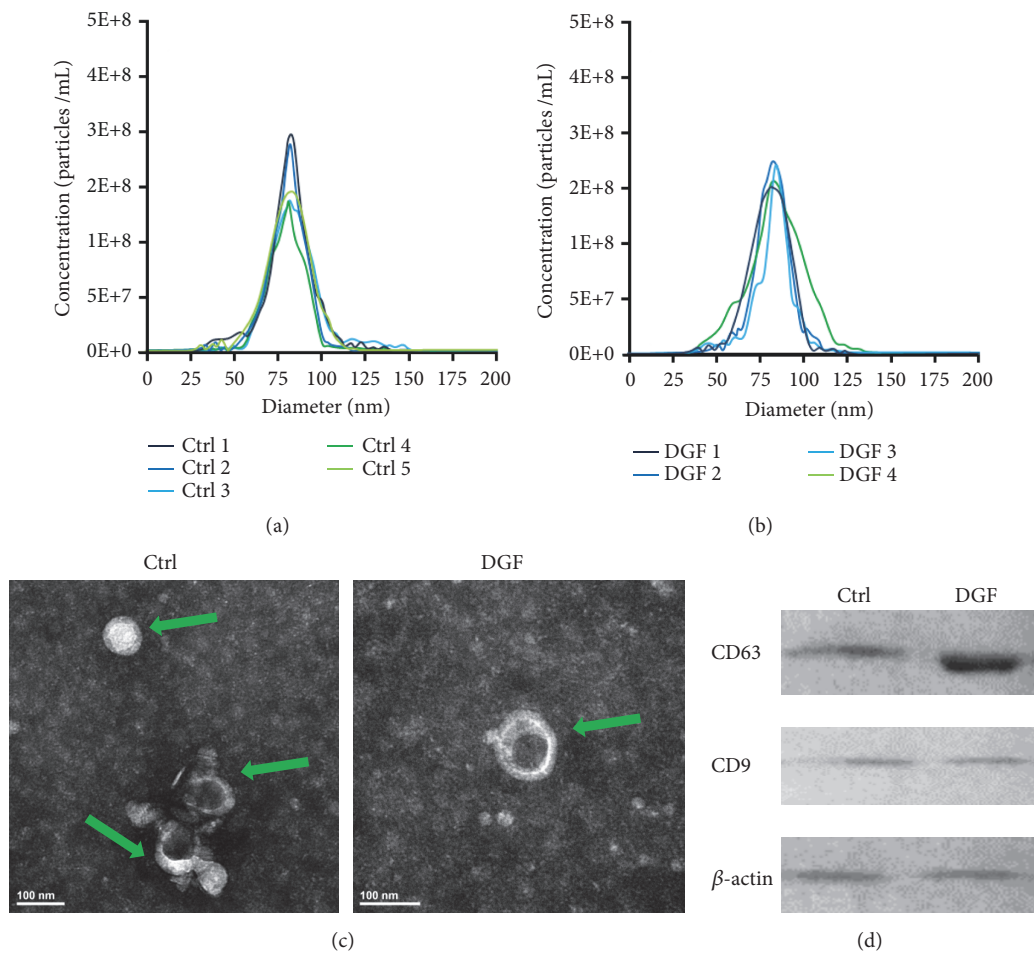 5E+8
4E+8
3E+8
2E+8
1E+8
5E+7
0E+0
Concentration (particles /mL)
0 25 50 75 100 125 150 175 200
Diameter (nm)
Ctrl 1
Ctrl 2
Ctrl 3
Ctrl 4
Ctrl 5
(a)
5E+8
4E+8
3E+8
2E+8
1E+8
5E+7
0E+0
Concentration (particles /mL)
0 25 50 75 100 125 150 175 200
Diameter (nm)
DGF 1
DGF 2
DGF 3
DGF 4
(b)
Ctrl
DGF
100 nm
100 nm
(c)
Ctrl DGF
CD63
CD9
β-actin
(d)